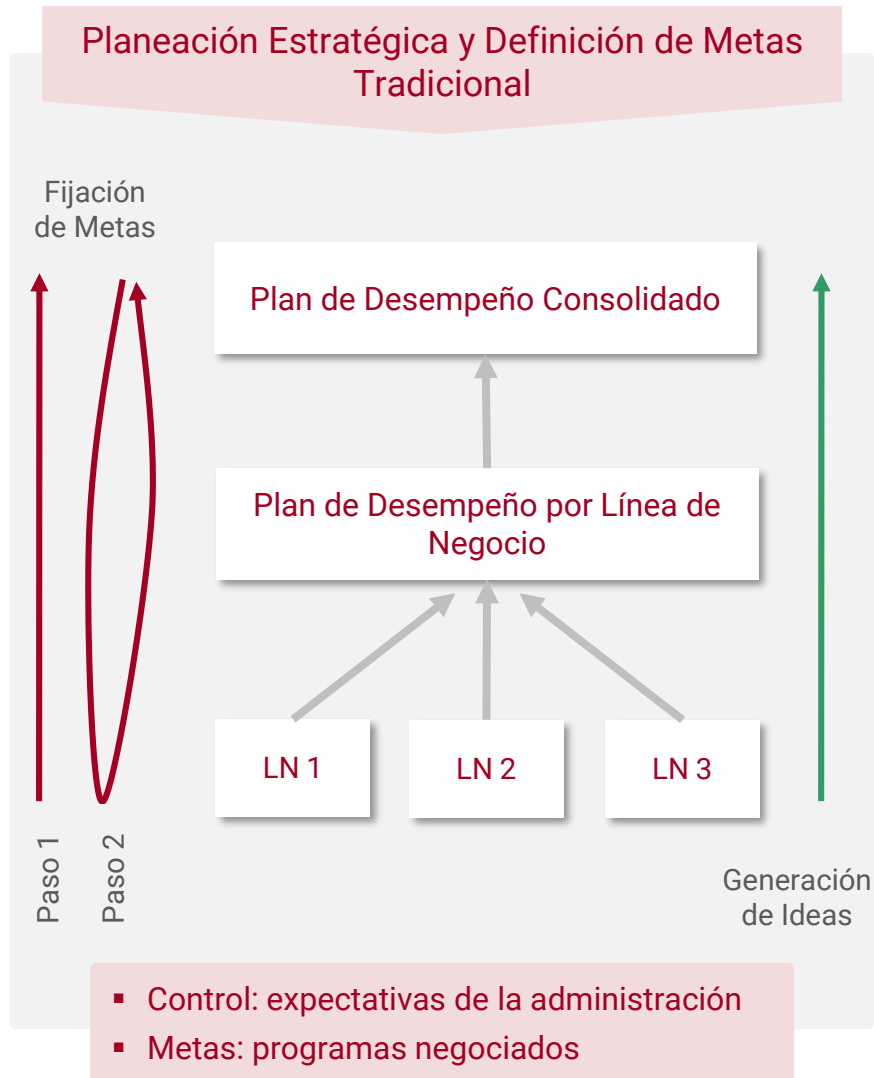 Planeación Estratégica y Definición de Metas
Tradicional
Fijación
de Metas
Plan de Desempeño Consolidado
Plan de Desempeño por Línea de
Negocio
LN 1
LN 2
LN 3
Paso 1
Paso 2
Generación
de Ideas
▪ Control: expectativas de la administración
▪ Metas: programas negociados